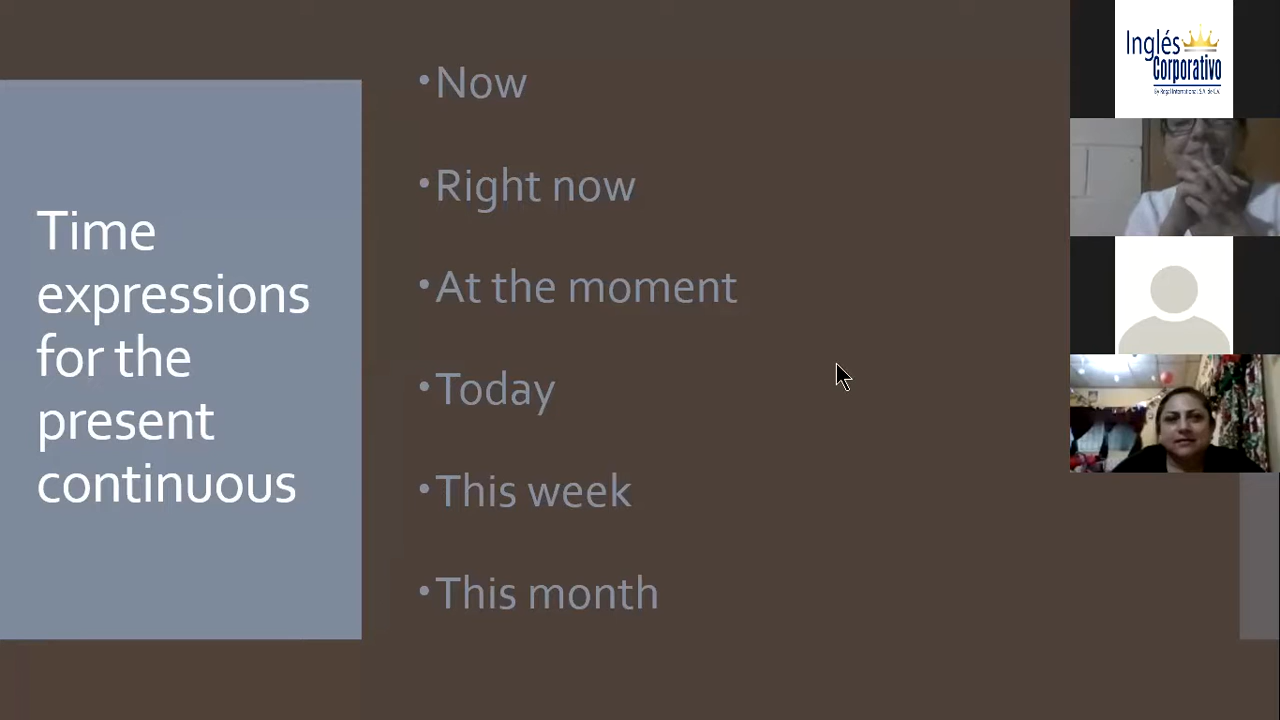 Time
expressions
for the
present
continuous
•Now
•Right now
•At the moment
•Today
•This week
•This month
Inglés
Corporativo